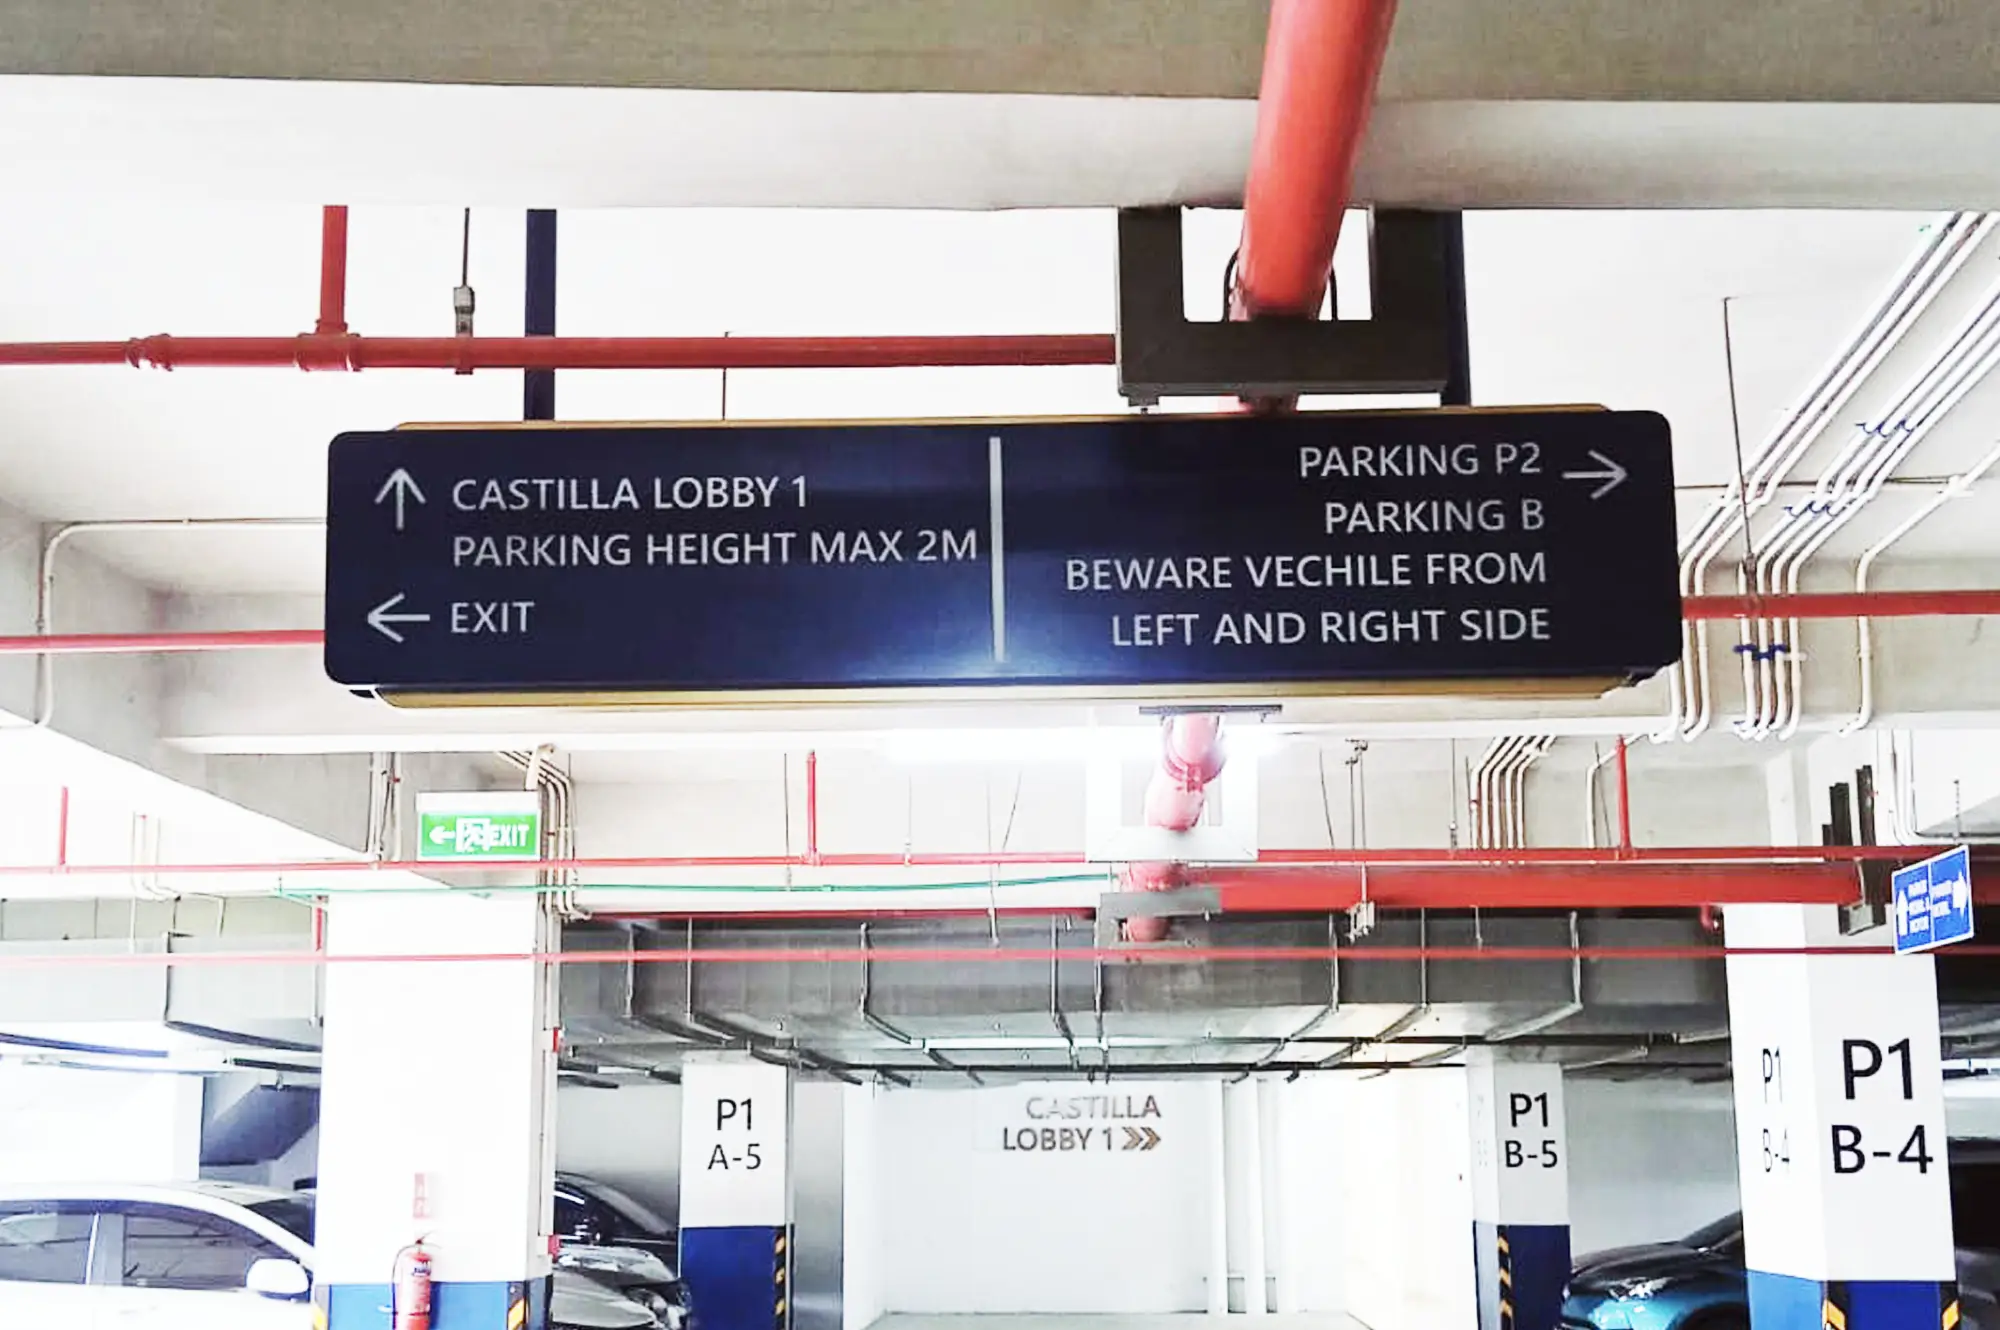 CASTILLA LOBBY 1
PARKING HEIGHT MAX 2M
EXIT
PARKING P2
PARKING B
BEWARE VECHILE FROM
LEFT AND RIGHT SIDE
EXIT
P1
A-5
CASTILLA
LOBBY 1
P1
B-5
P1
B-4
P1
B-4